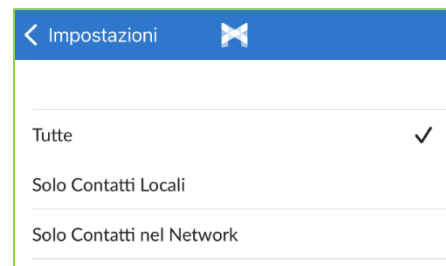 Impostazioni
Tutte
Solo Contatti Locali
Solo Contatti nel Network